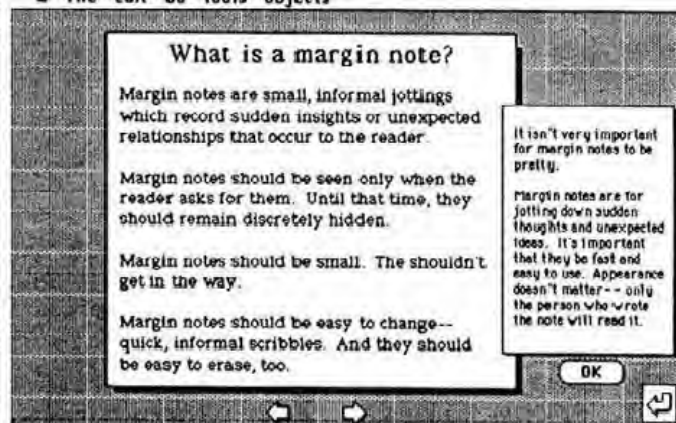 File Edit Go Tools Objects
What is a margin note?
Margin notes are small, informal jottings
which record sudden insights or unexpected
relationships that occur to the reader.
Margin notes should be seen only when the
reader asks for them. Until that time, they
should remain discretely hidden.
Margin notes should be small. The shouldn't
get in the way.
Margin notes should be easy to change--
quick, informal scribbles. And they should
be easy to erase, too.
It isn't very important
for margin notes to be
pretty.
Margin notes are for
jotting down sudden
thoughts and unexpected
ideas. It's important
that they be fast and
easy to use. Appearance
doesn't matter-- only
the person who wrote
the note will read it.
OK